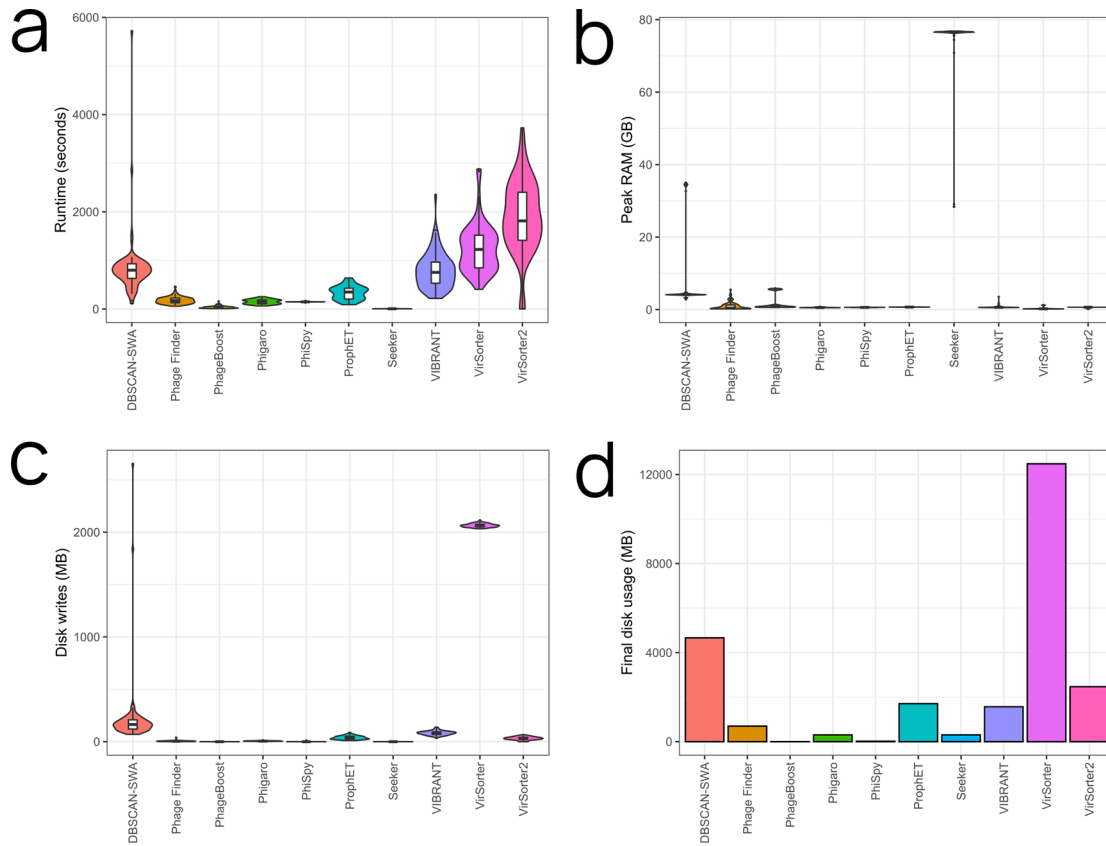 a
Runtime (seconds)
6000
4000
2000
0
DBSCAN-SWA
Phage Finder
PhageBoost
Phigaro
PhiSpy
ProphET
Seeker
VIBRANT
VirSorter
VirSorter2
b
Peak RAM (GB)
80
60
40
20
0
DBSCAN-SWA
Phage Finder
PhageBoost
Phigaro
PhiSpy
ProphET
Seeker
VIBRANT
VirSorter
VirSorter2
c
Disk writes (MB)
2000
1000
0
DBSCAN-SWA
Phage Finder
PhageBoost
Phigaro
PhiSpy
ProphET
Seeker
VIBRANT
VirSorter
VirSorter2
d
Final disk usage (MB)
12000
8000
4000
0
DBSCAN-SWA
Phage Finder
PhageBoost
Phigaro
PhiSpy
ProphET
Seeker
VIBRANT
VirSorter
VirSorter2